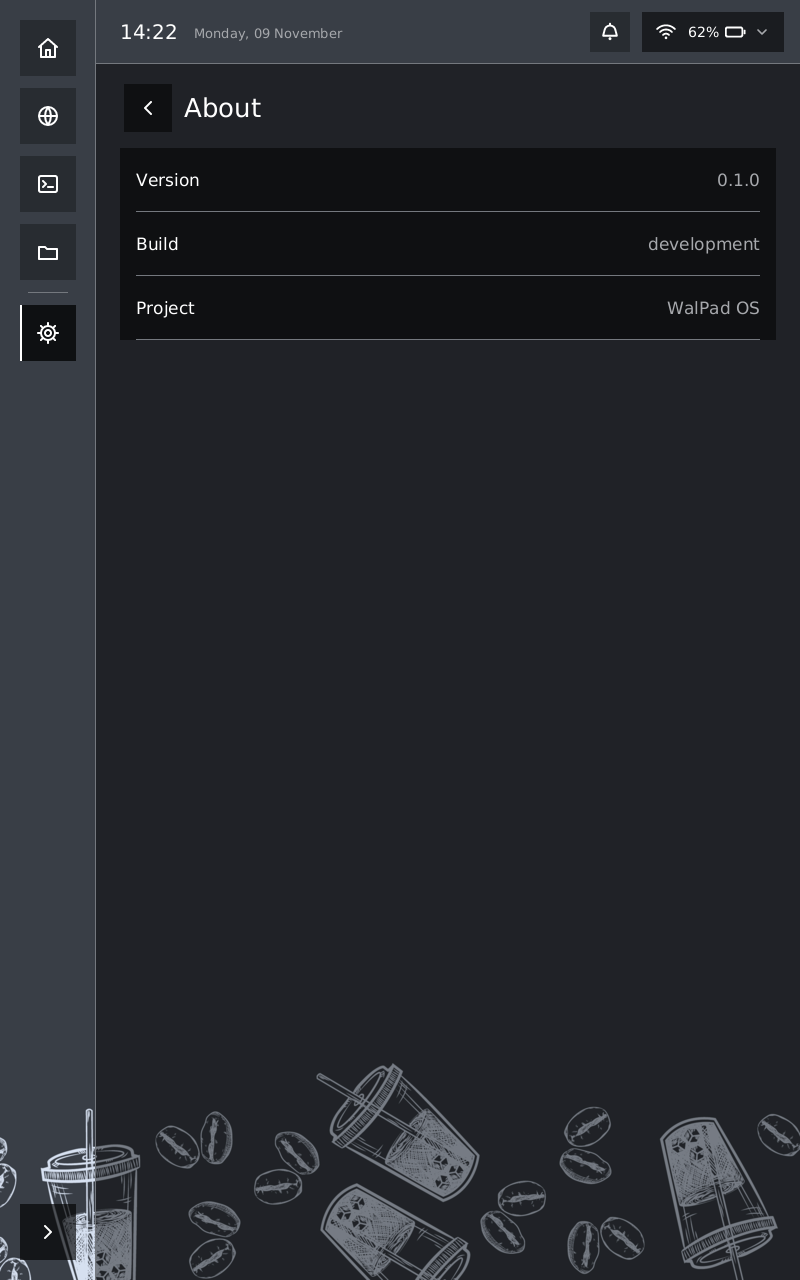 14:22 Monday, 09 November 62%
About
Version 0.1.0
Build development
Project WalPad OS